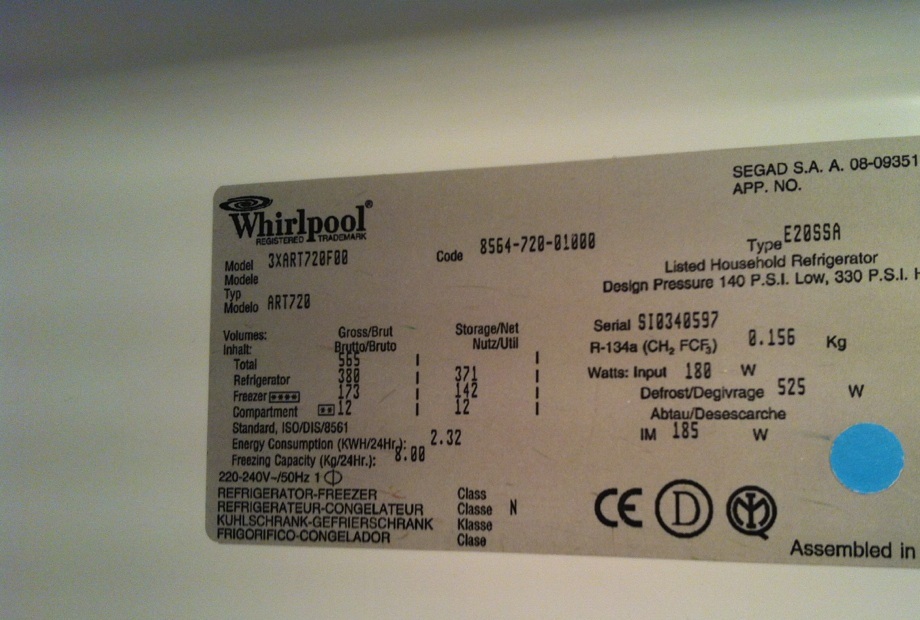 SEGAD S.A. A. 08-09351
APP. NO.
Whirlpool®
REGISTERED TRADEMARK
Model 3XART720F00
Modele
Typ
Modelo ART720
Code 8564-720-01000
Type E20SSA
Listed Household Refrigerator
Design Pressure 140 P.S.I. Low, 330 P.S.I. H
Volumes: Gross/Brut Storage/Net
Inhalt: Brutto/Bruto Nutz/Util
Total 565
Refrigerator 380 371
Freezer **** 173 142
Compartment ** 12 12
Standard, ISO/DIS/8561
Energy Consumption (KWH/24Hr.): 2.32
Freezing Capacity (Kg/24Hr.): 8.00
220-240V~/50Hz 1
REFRIGERATOR-FREEZER
REFRIGERATEUR-CONGELATEUR
KUHLSCHRANK-GEFRIERSCHRANK
FRIGORIFICO-CONGELADOR
Class
Classe N
Klasse
Clase
Serial SI0340597
R-134a (CH₂ FCF₃) 0.156 Kg
Watts: Input 180 W
Defrost/Degivrage 525 W
Abtau/Desescarche
IM 185 W
CE
D
Assembled in